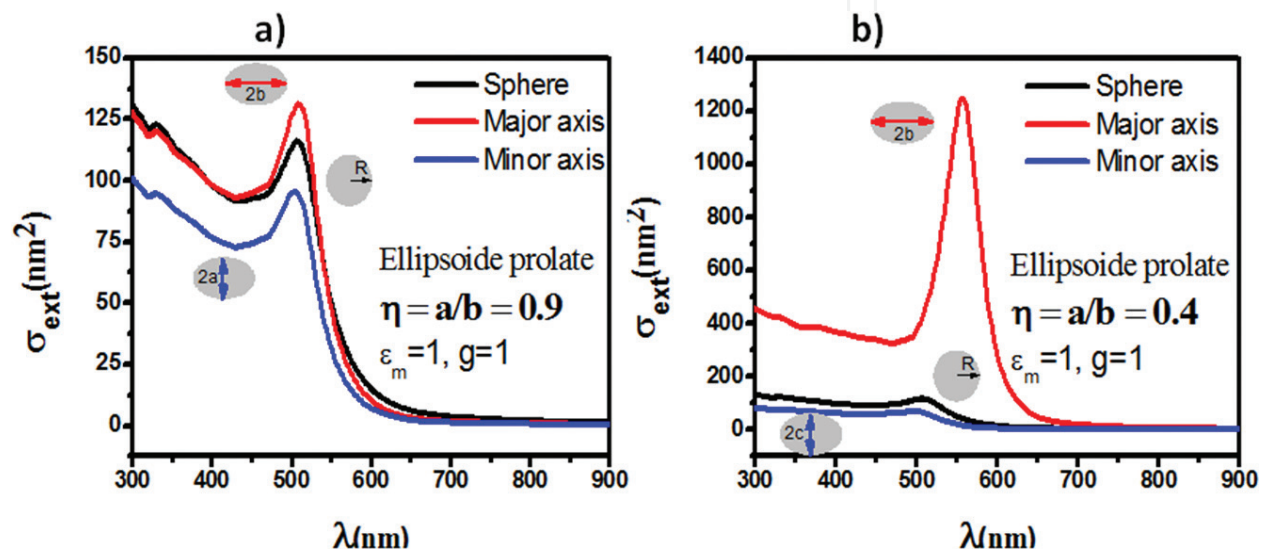 a)
150
125
100
75
50
25
0
σext(nm²)
300 400 500 600 700 800 900
λ(nm)
Sphere
Major axis
Minor axis
2b
R
2a
Ellipsoide prolate
η = a/b = 0.9
εm=1, g=1
b)
1400
1200
1000
800
600
400
200
0
σext(nm²)
300 400 500 600 700 800 900
λ(nm)
Sphere
Major axis
Minor axis
2b
Ellipsoide prolate
η = a/b = 0.4
εm=1, g=1
R
2c